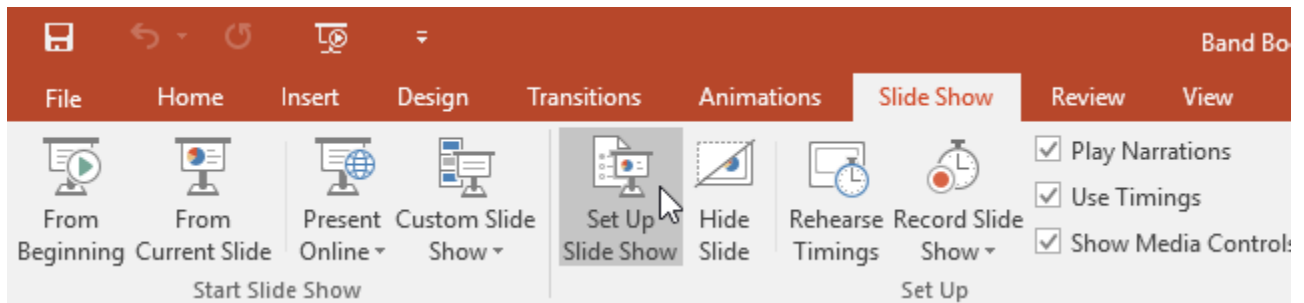 Band Bo
File Home Insert Design Transitions Animations Slide Show Review View
From Beginning
From Current Slide
Present Online
Custom Slide Show
Set Up Slide Show
Hide Slide
Rehearse Timings
Record Slide Show
Play Narrations
Use Timings
Show Media Controls
Start Slide Show
Set Up